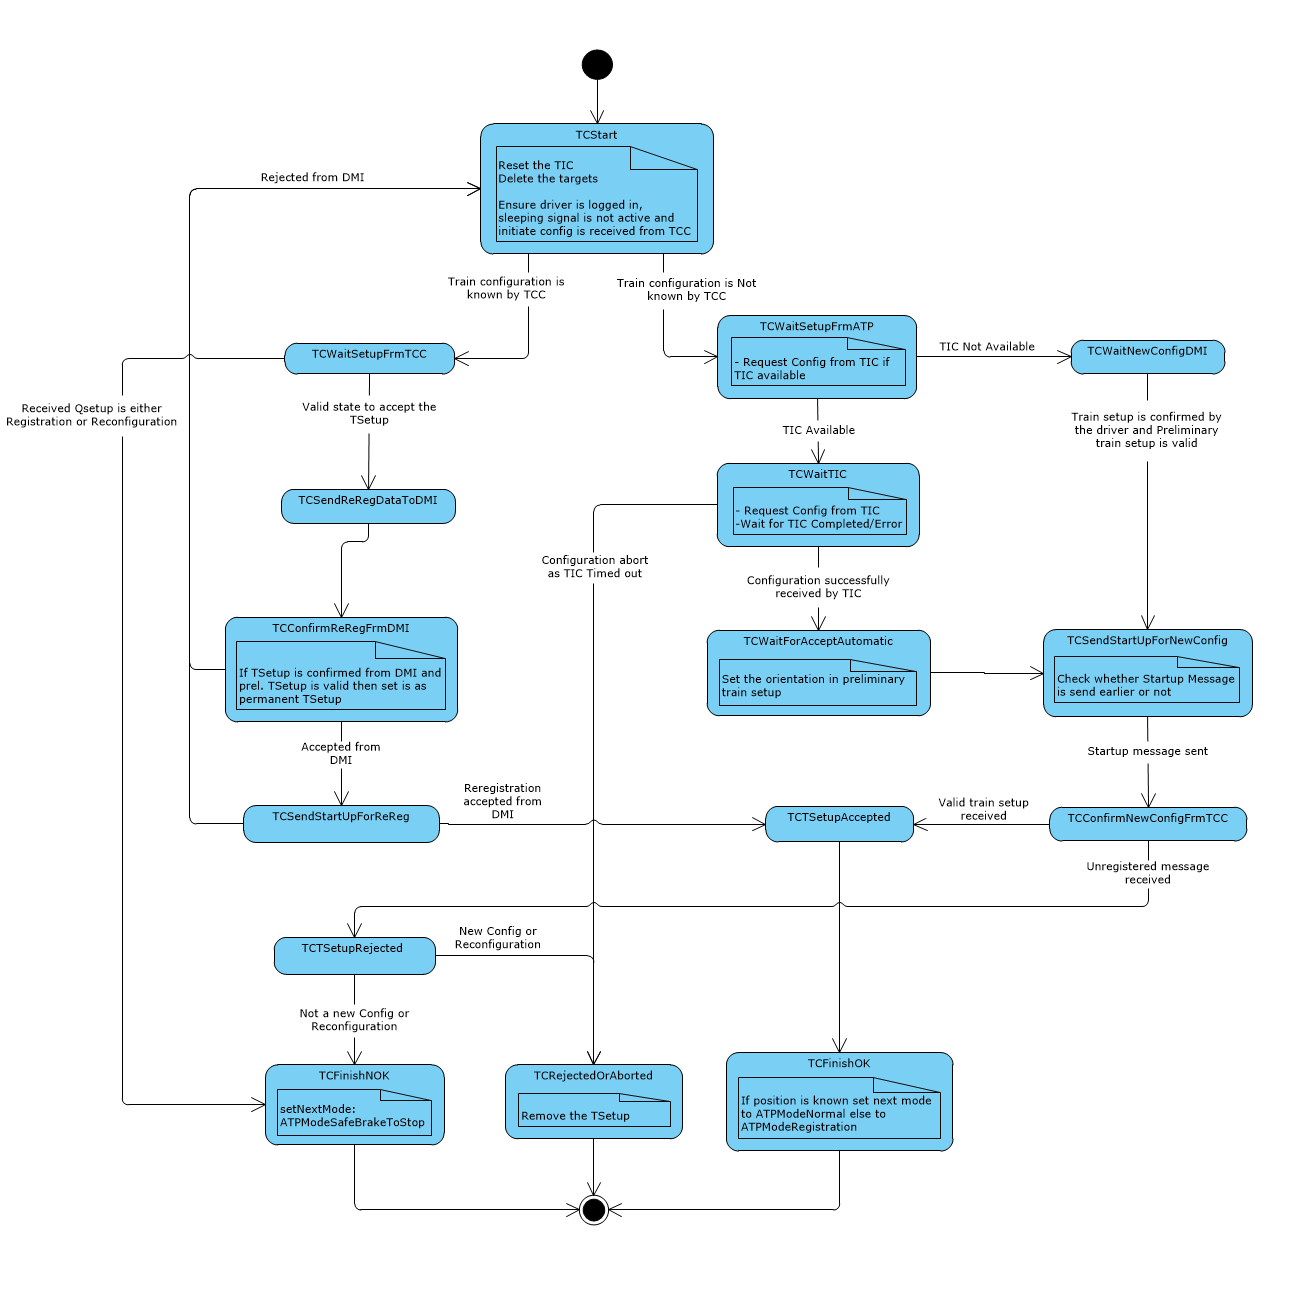 TCStart
Reset the TIC
Delete the targets
Ensure driver is logged in,
sleeping signal is not active and
initiate config is received from TCC
Rejected from DMI
Train configuration is
known by TCC
Train configuration is Not
known by TCC
TCWaitSetupFrmATP
- Request Config from TIC if
TIC available
TIC Not Available
TCWaitNewConfigDMI
TCWaitSetupFrmTCC
Received Qsetup is either
Registration or Reconfiguration
Valid state to accept the
TSetup
TIC Available
Train setup is confirmed by
the driver and Preliminary
train setup is valid
TCWaitTIC
- Request Config from TIC
-Wait for TIC Completed/Error
TCSendReRegDataToDMI
Configuration abort
as TIC Timed out
Configuration successfully
received by TIC
TCConfirmReRegFrmDMI
If TSetup is confirmed from DMI and
prel. TSetup is valid then set is as
permanent TSetup
TCWaitForAcceptAutomatic
Set the orientation in preliminary
train setup
TCSendStartUpForNewConfig
Check whether Startup Message
is send earlier or not
Accepted from
DMI
Startup message sent
TCSendStartUpForReReg
Reregistration
accepted from
DMI
TCTSetupAccepted
Valid train setup
received
TCConfirmNewConfigFrmTCC
Unregistered message
received
TCTSetupRejected
New Config or
Reconfiguration
Not a new Config or
Reconfiguration
TCFinishNOK
setNextMode:
ATPModeSafeBrakeToStop
TCRejectedOrAborted
Remove the TSetup
TCFinishOK
If position is known set next mode
to ATPModeNormal else to
ATPModeRegistration